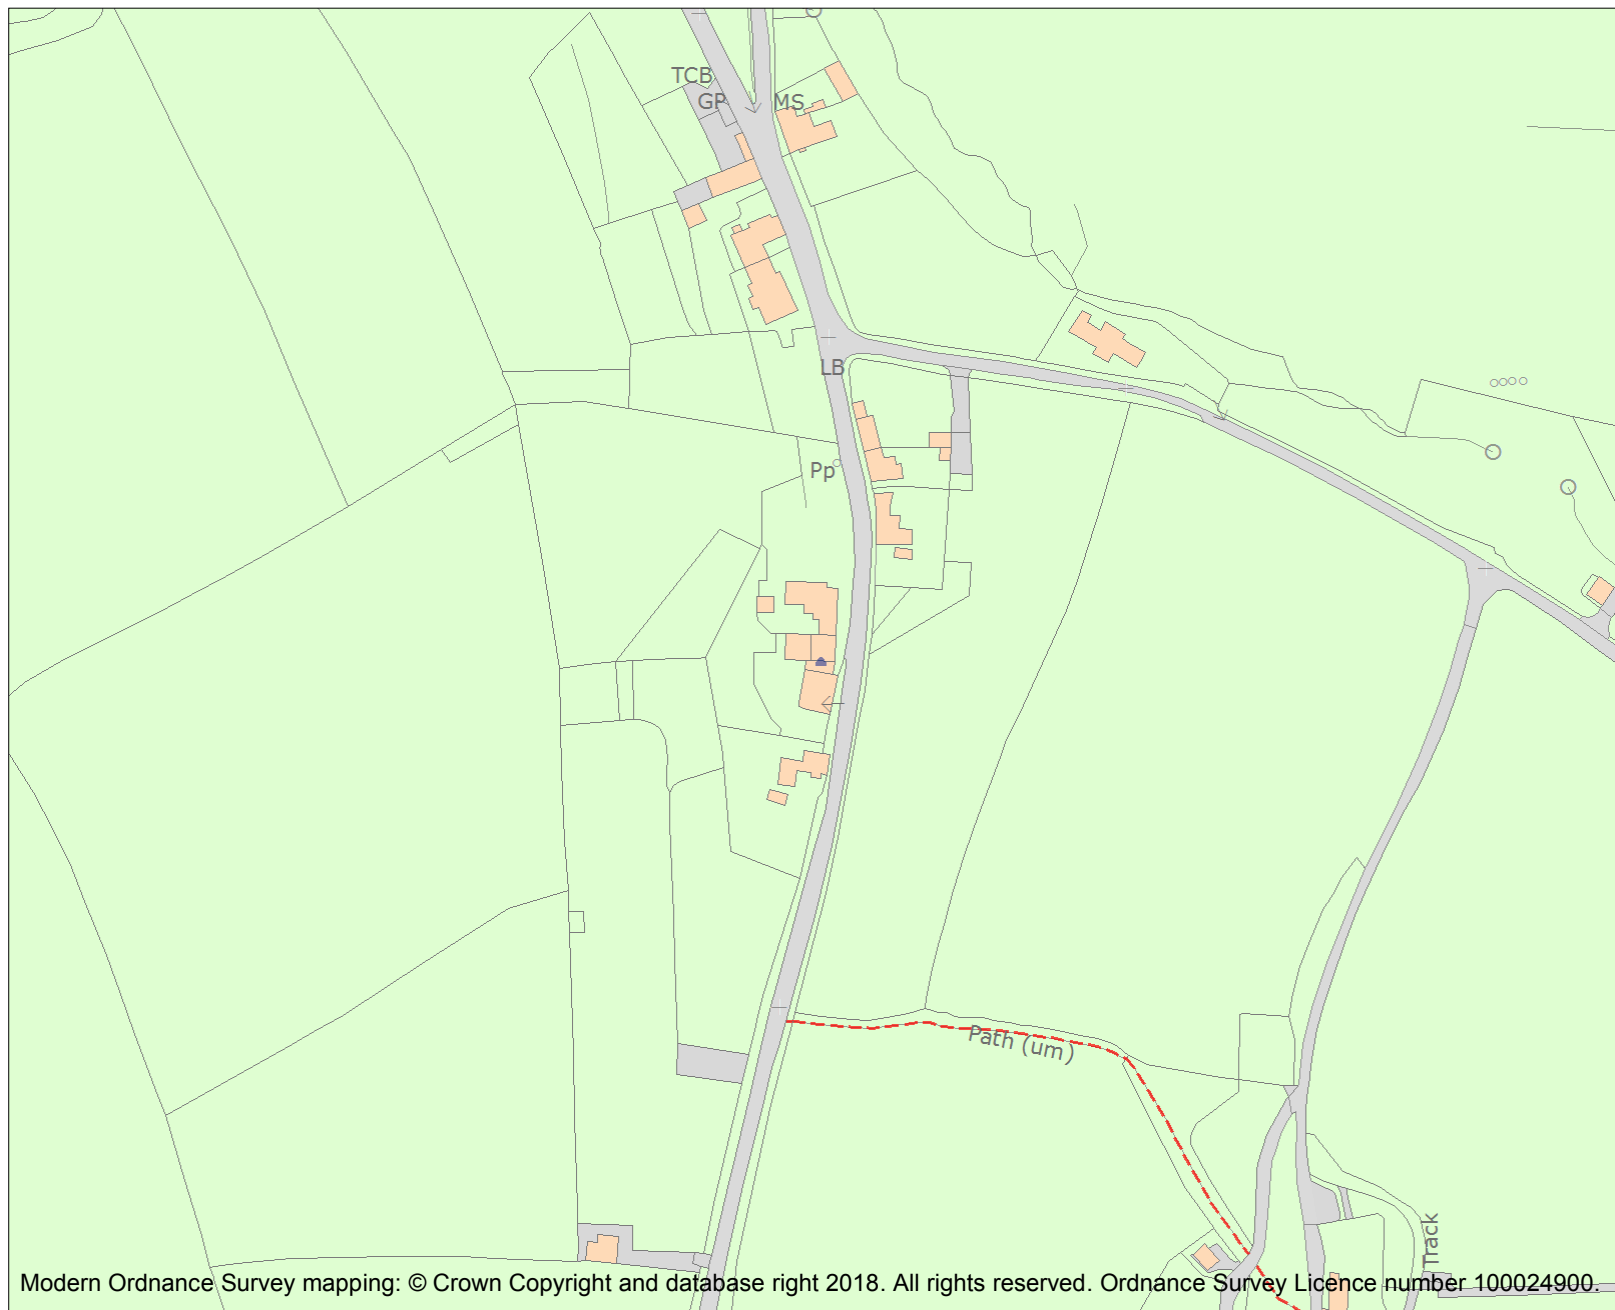 TCB
GP
MS
LB
Pp
Path (um)
Track
Modern Ordnance Survey mapping: © Crown Copyright and database right 2018. All rights reserved. Ordnance Survey Licence number 100024900.